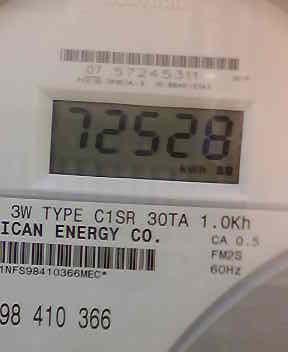 07 57245311
72528
kWh
3W TYPE C1SR 30TA 1.0Kh
ICAN ENERGY CO.
CA 0.5
FM2S
60Hz
1NFS98410366MEC*
98 410 366